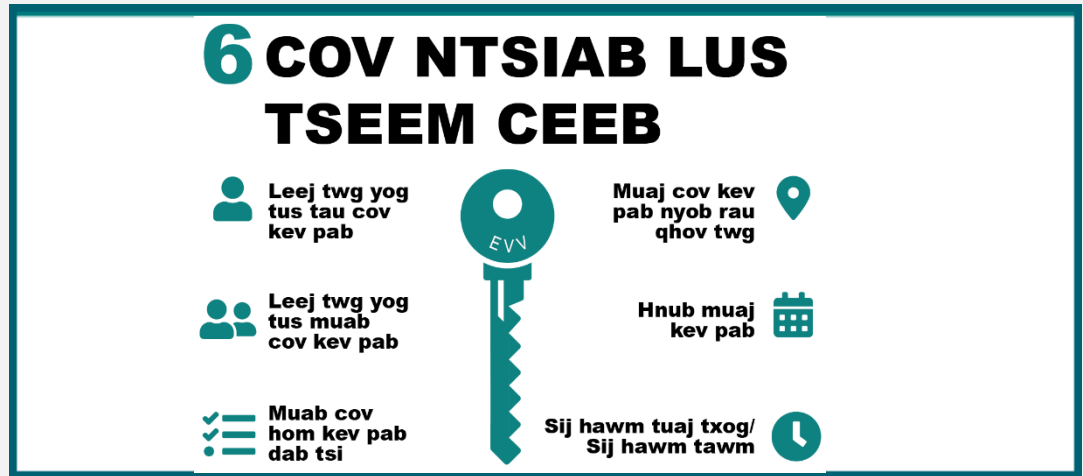 6 COV NTSIAB LUS
TSEEM CEEB
Leej twg yog
tus tau cov
kev pab
Leej twg yog
tus muab
cov kev pab
Muab cov
hom kev pab
dab tsi
EVV
Muaj cov kev
pab nyob rau
qhov twg
Hnub muaj
kev pab
Sij hawm tuaj txog/
Sij hawm tawm